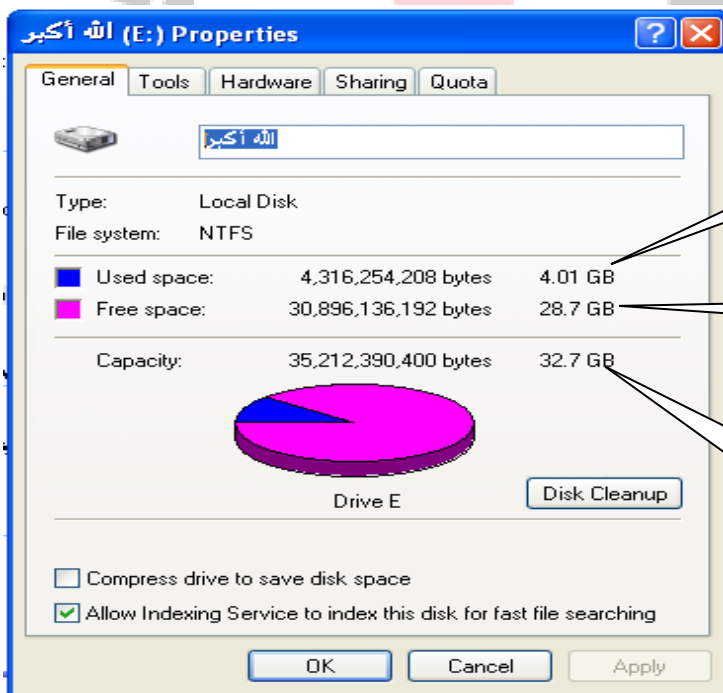 الله أكبر (E:) Properties
General Tools Hardware Sharing Quota
الله أكبر
Type: Local Disk
File system: NTFS
Used space: 4,316,254,208 bytes 4.01 GB
Free space: 30,896,136,192 bytes 28.7 GB
Capacity: 35,212,390,400 bytes 32.7 GB
Drive E
Disk Cleanup
Compress drive to save disk space
Allow Indexing Service to index this disk for fast file searching
OK Cancel Apply